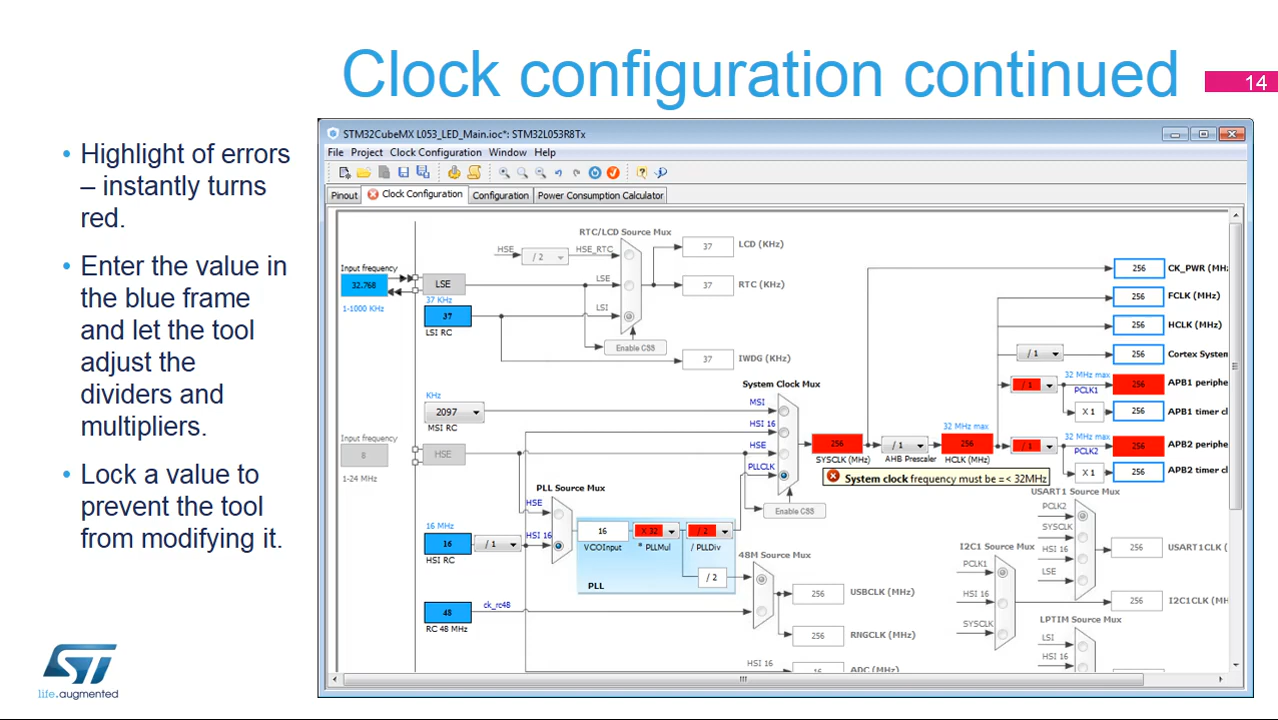 Clock configuration continued
14
• Highlight of errors
– instantly turns
red.
• Enter the value in
the blue frame
and let the tool
adjust the
dividers and
multipliers.
• Lock a value to
prevent the tool
from modifying it.
life.augmented
STM32CubeMX L053_LED_Main.ioc*: STM32L053R8Tx
File Project Clock Configuration Window Help
Pinout Clock Configuration Configuration Power Consumption Calculator
RTC/LCD Source Mux
HSE / 2 HSE_RTC 37 LCD (KHz)
Input frequency
32.768 LSE LSE 37 RTC (KHz)
1-1000 KHz 37 KHz
37 LSI
LSI RC
Enable CSS
37 IWDG (KHz)
256 CK_PWR (MHz
256 FCLK (MHz)
256 HCLK (MHz)
/ 1 256 Cortex System
32 MHz max
/ 1 PCLK1 256 APB1 periphe
X 1 256 APB1 timer cl
System Clock Mux
KHz
2097 MSI
MSI RC
HSI 16
Input frequency
8 HSE HSE
1-24 MHz
PLLCLK
256 / 1 32 MHz max 256
SYSCLK (MHz) AHB Prescaler HCLK (MHz)
32 MHz max
/ 1 PCLK2 256 APB2 periphe
X 1 256 APB2 timer cl
System clock frequency must be =< 32MHz
Enable CSS
PLL Source Mux
HSE
16 MHz
16 / 1 HSI 16
HSI RC
16 X 32 / 2
VCOInput * PLLMul / PLLDiv
/ 2
PLL
48M Source Mux
256 USBCLK (MHz)
256 RNGCLK (MHz)
48 ck_rc48
RC 48 MHz
HSI 16 16 ADC (MHz)
USART1 Source Mux
PCLK2
SYSCLK
HSI 16
LSE
256 USART1CLK (
I2C1 Source Mux
PCLK1
HSI 16
SYSCLK
256 I2C1CLK (MH
LPTIM Source Mux
LSI
HSI 16